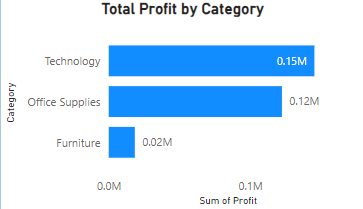 Total Profit by Category
Technology
0.15M
Office Supplies
0.12M
Furniture
0.02M
0.0M
0.1M
Sum of Profit
Category